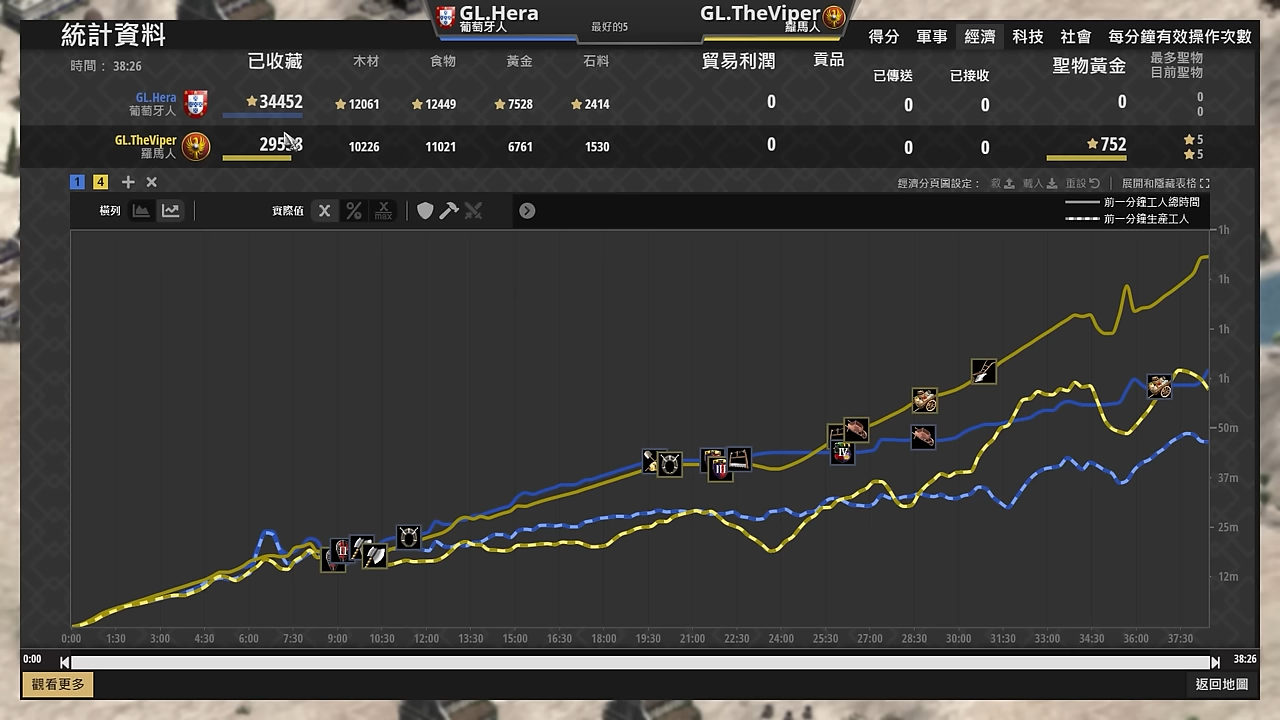 GL.Hera
葡萄牙人
最好的5
GL.TheViper
羅馬人
統計資料
得分 軍事 經濟 科技 社會 每分鐘有效操作次數
時間： 38:26
已收藏 木材 食物 黃金 石料 貿易利潤 貢品 已傳送 已接收 聖物黃金 最多聖物 目前聖物
GL.Hera
葡萄牙人
34452 12061 12449 7528 2414 0 0 0 0 0 0
GL.TheViper
羅馬人
10226 11021 6761 1530 0 0 0 752 5 5
1 4
經濟分頁圖設定： 載入 重設 | 展開和隱藏表格
橫列
實際值 X % X max
前一分鐘工人總時間
前一分鐘生產工人
II
III
IV
1h
1h
1h
1h
50m
37m
25m
12m
0:00 1:30 3:00 4:30 6:00 7:30 9:00 10:30 12:00 13:30 15:00 16:30 18:00 19:30 21:00 22:30 24:00 25:30 27:00 28:30 30:00 31:30 33:00 34:30 36:00 37:30
0:00
38:26
觀看更多
返回地圖